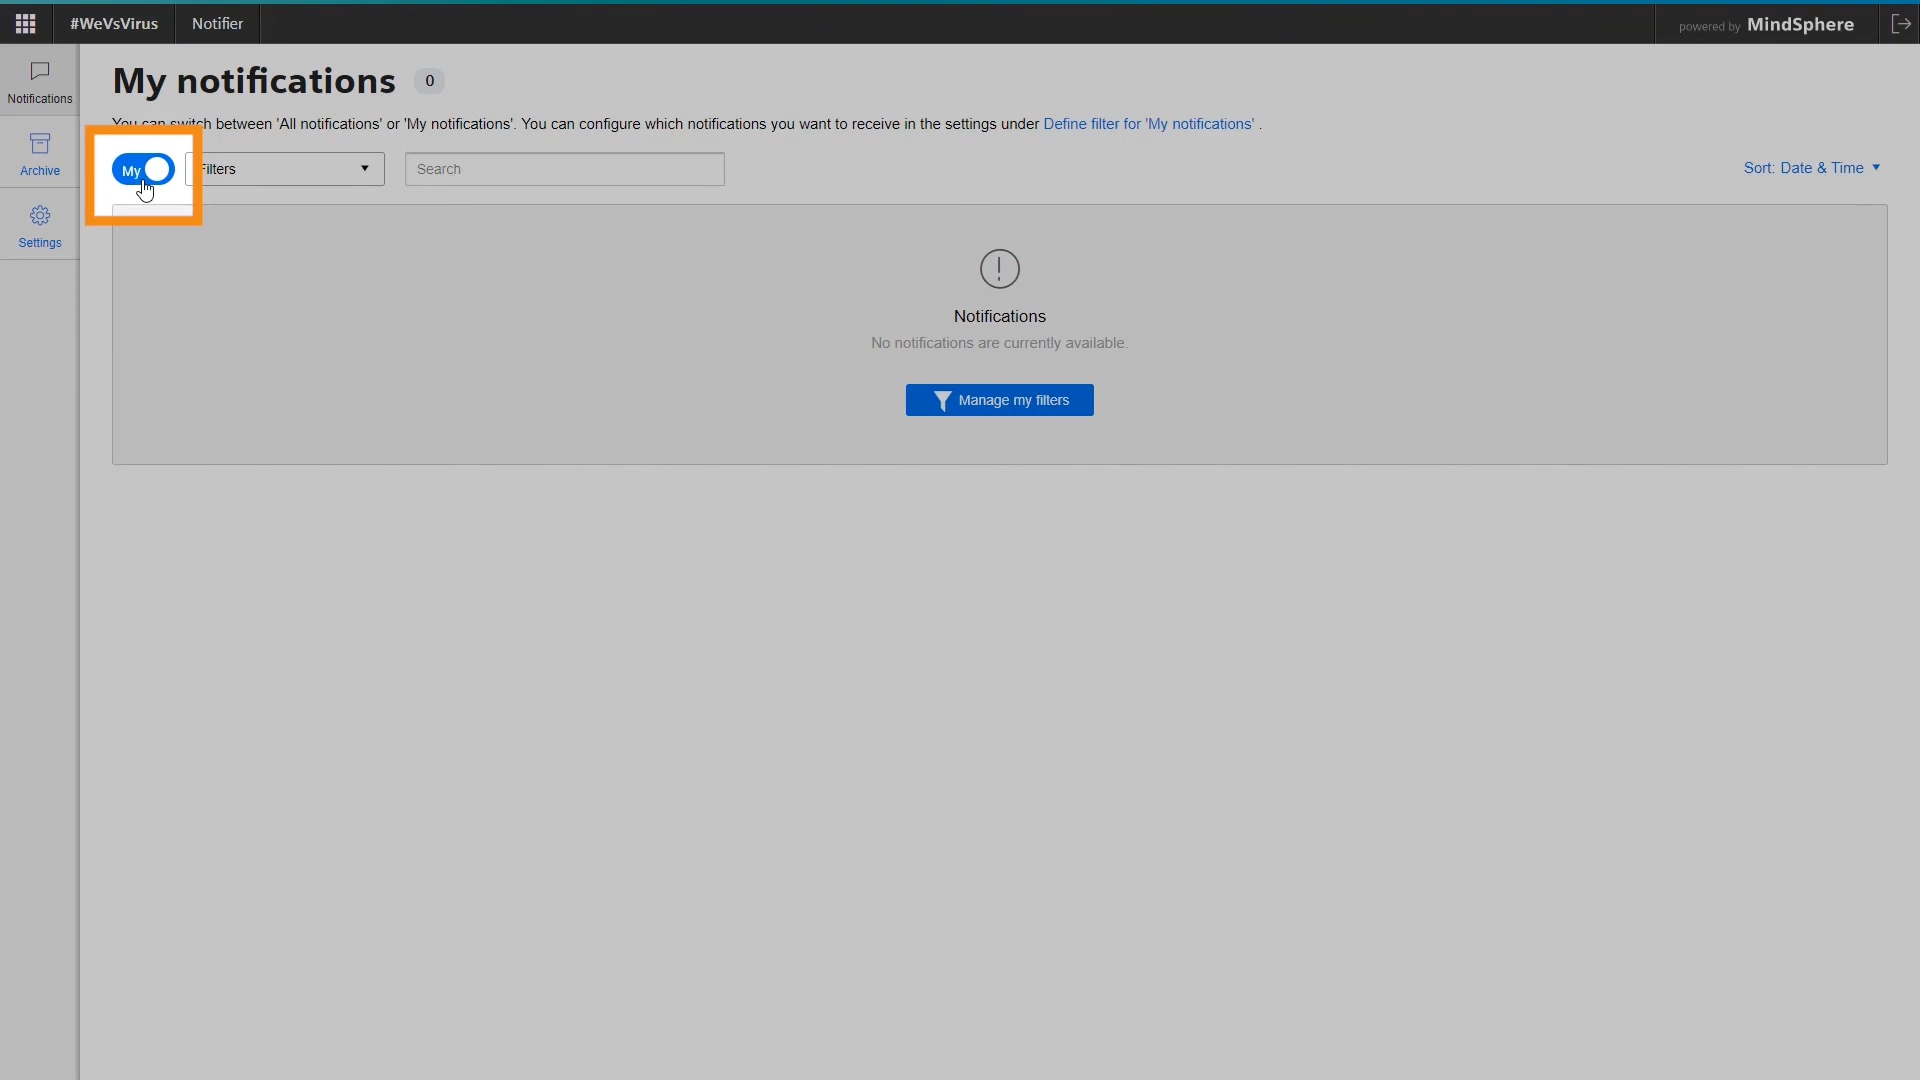 #WeVsVirus
Notifier
powered by MindSphere
Notifications
Archive
Settings
My notifications 0
You can switch between 'All notifications' or 'My notifications'. You can configure which notifications you want to receive in the settings under Define filter for 'My notifications' .
My
Filters
Search
Sort: Date & Time
Notifications
No notifications are currently available.
Manage my filters